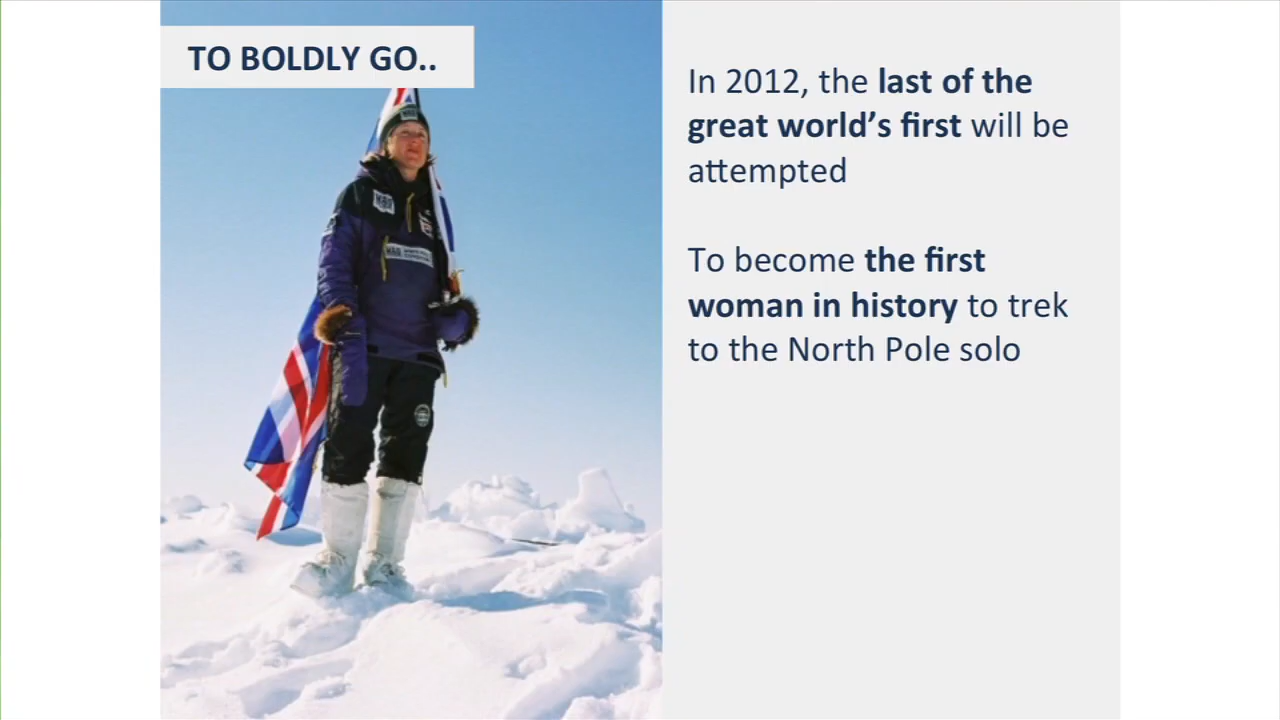 TO BOLDLY GO..
In 2012, the last of the
great world's first will be
attempted
To become the first
woman in history to trek
to the North Pole solo